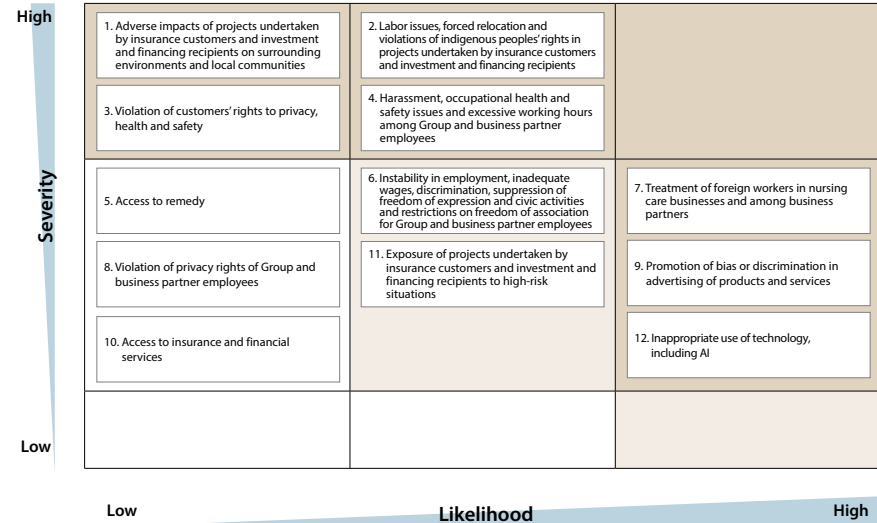 High
1. Adverse impacts of projects undertaken
by insurance customers and investment
and financing recipients on surrounding
environments and local communities
2. Labor issues, forced relocation and
violations of indigenous peoples' rights in
projects undertaken by insurance customers
and investment and financing recipients
3. Violation of customers' rights to privacy,
health and safety
4. Harassment, occupational health and
safety issues and excessive working hours
among Group and business partner
employees
Severity
5. Access to remedy
6. Instability in employment, inadequate
wages, discrimination, suppression of
freedom of expression and civic activities
and restrictions on freedom of association
for Group and business partner employees
7. Treatment of foreign workers in nursing
care businesses and among business
partners
8. Violation of privacy rights of Group and
business partner employees
11. Exposure of projects undertaken by
insurance customers and investment and
financing recipients to high-risk
situations
9. Promotion of bias or discrimination in
advertising of products and services
10. Access to insurance and financial
services
12. Inappropriate use of technology,
including AI
Low
Low
Likelihood
High